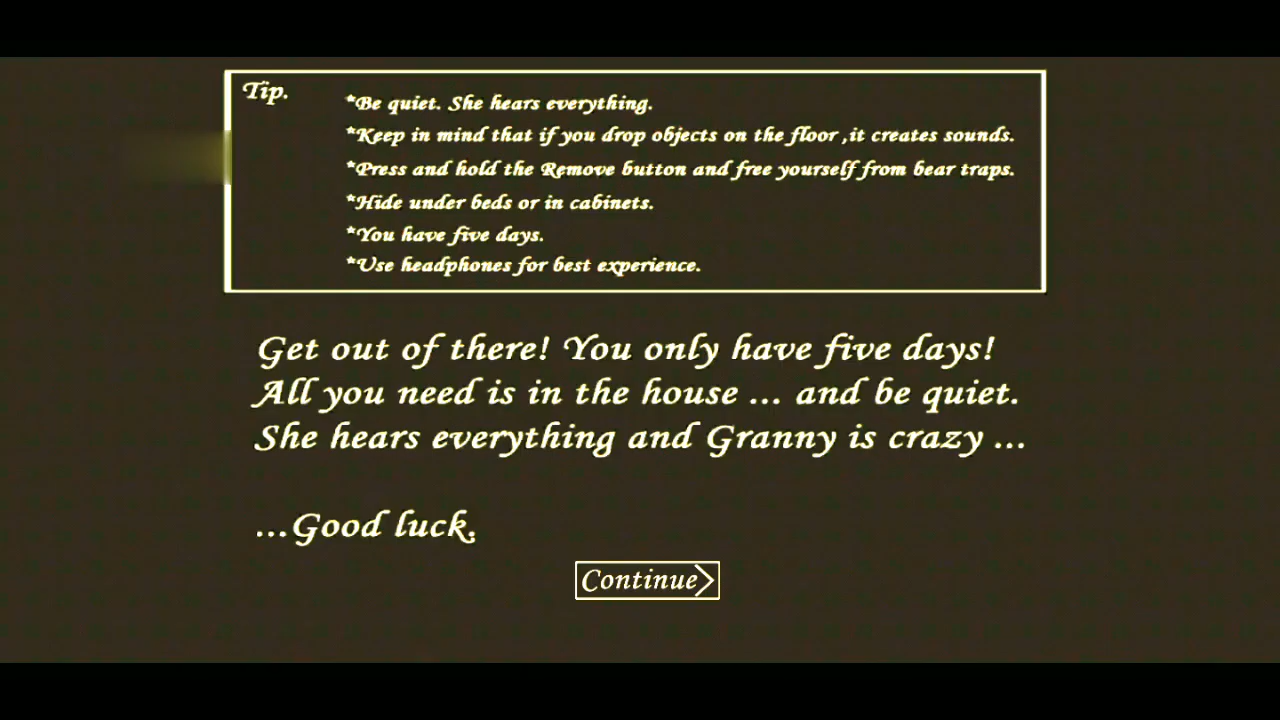 Tip.
*Be quiet. She hears everything.
*Keep in mind that if you drop objects on the floor ,it creates sounds.
*Press and hold the Remove button and free yourself from bear traps.
*Hide under beds or in cabinets.
*You have five days.
*Use headphones for best experience.
Get out of there! You only have five days!
All you need is in the house ... and be quiet.
She hears everything and Granny is crazy ...
...Good luck.
Continue>